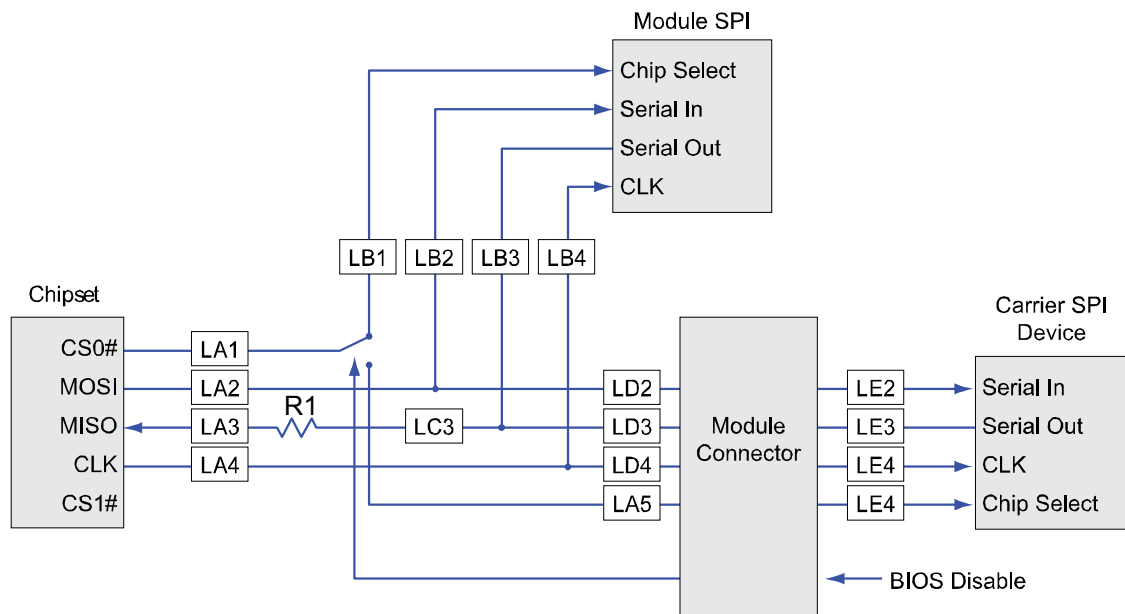 Module SPI
Chip Select
Serial In
Serial Out
CLK
LB1
LB2
LB3
LB4
Chipset
CS0#
MOSI
MISO
CLK
CS1#
LA1
LA2
LA3
LA4
R1
LC3
LD2
LD3
LD4
LA5
Module
Connector
LE2
LE3
LE4
LE4
Carrier SPI
Device
Serial In
Serial Out
CLK
Chip Select
BIOS Disable